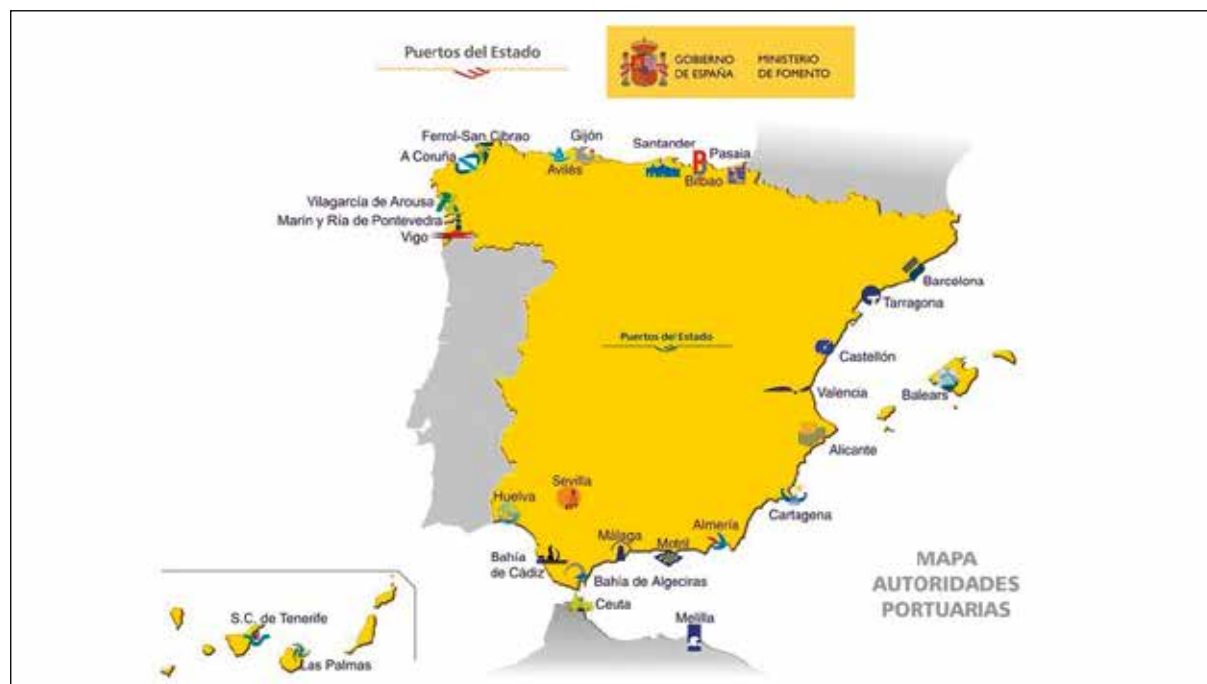 Puertos del Estado
GOBIERNO
DE ESPAÑA
MINISTERIO
DE FOMENTO
Ferrol-San Cibrao
Gijón
Santander
A Coruña
Pasaia
Avilés
B
Bilbao
Vilagarcía de Arousa
Marín y Ría de Pontevedra
Vigo
Barcelona
Tarragona
Puertos del Estado
Castellón
Valencia
Balears
Alicante
Sevilla
Huelva
Cartagena
Almería
Málaga
Motril
Bahía
de Cádiz
Bahía de Algeciras
Ceuta
Melilla
MAPA
AUTORIDADES
PORTUARIAS
S.C. de Tenerife
Las Palmas